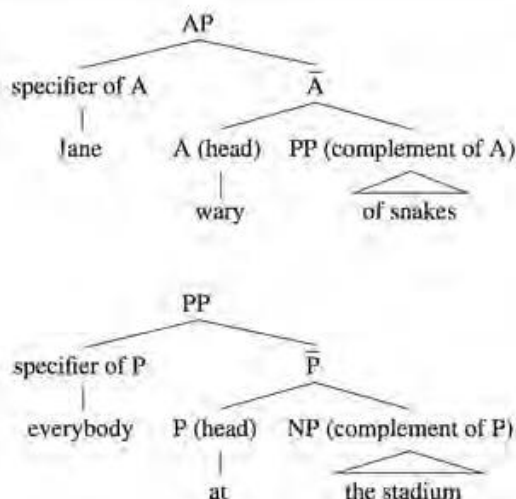 AP
specifier of A A̅
Jane A (head) PP (complement of A)
wary of snakes
PP
specifier of P P̅
everybody P (head) NP (complement of P)
at the stadium